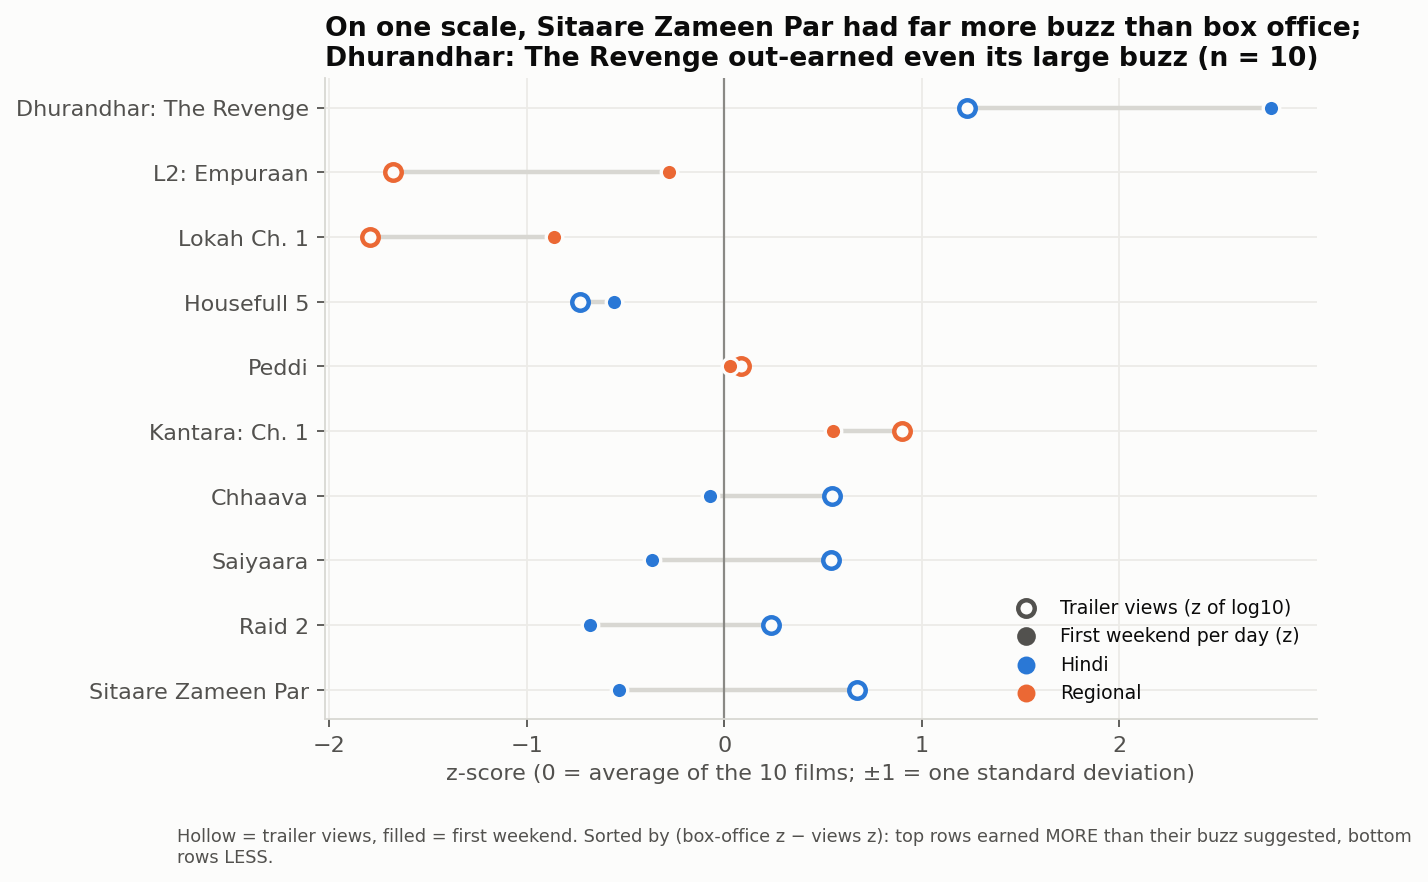 On one scale, Sitaare Zameen Par had far more buzz than box office;
Dhurandhar: The Revenge out-earned even its large buzz (n = 10)
Dhurandhar: The Revenge
L2: Empuraan
Lokah Ch. 1
Housefull 5
Peddi
Kantara: Ch. 1
Chhaava
Saiyaara
Raid 2
Sitaare Zameen Par
Trailer views (z of log10)
First weekend per day (z)
Hindi
Regional
−2 −1 0 1 2
z-score (0 = average of the 10 films; ±1 = one standard deviation)
Hollow = trailer views, filled = first weekend. Sorted by (box-office z − views z): top rows earned MORE than their buzz suggested, bottom
rows LESS.